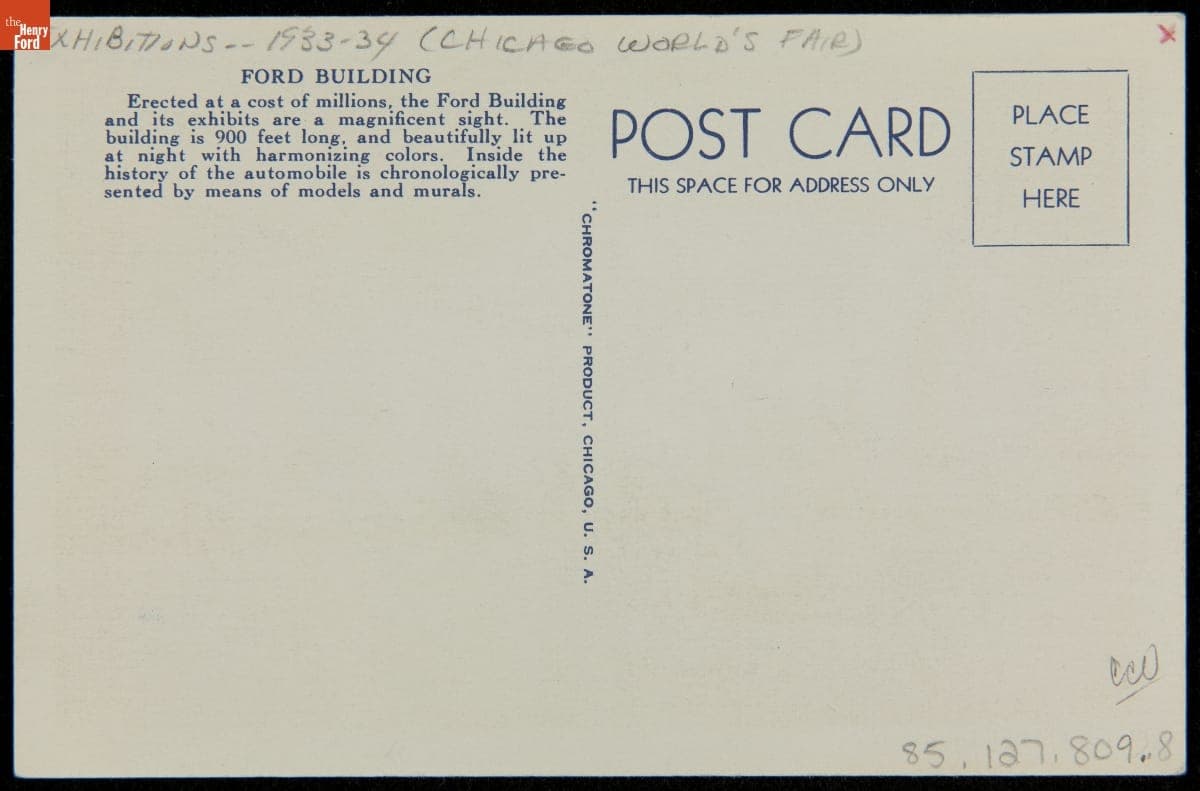 the
Henry
Ford
EXHIBITIONS -- 1933-34 (CHICAGO WORLD'S FAIR)
x
FORD BUILDING
Erected at a cost of millions, the Ford Building
and its exhibits are a magnificent sight. The
building is 900 feet long, and beautifully lit up
at night with harmonizing colors. Inside the
history of the automobile is chronologically pre-
sented by means of models and murals.
"CHROMATONE" PRODUCT, CHICAGO, U. S. A.
POST CARD
THIS SPACE FOR ADDRESS ONLY
PLACE
STAMP
HERE
85.127.809.8